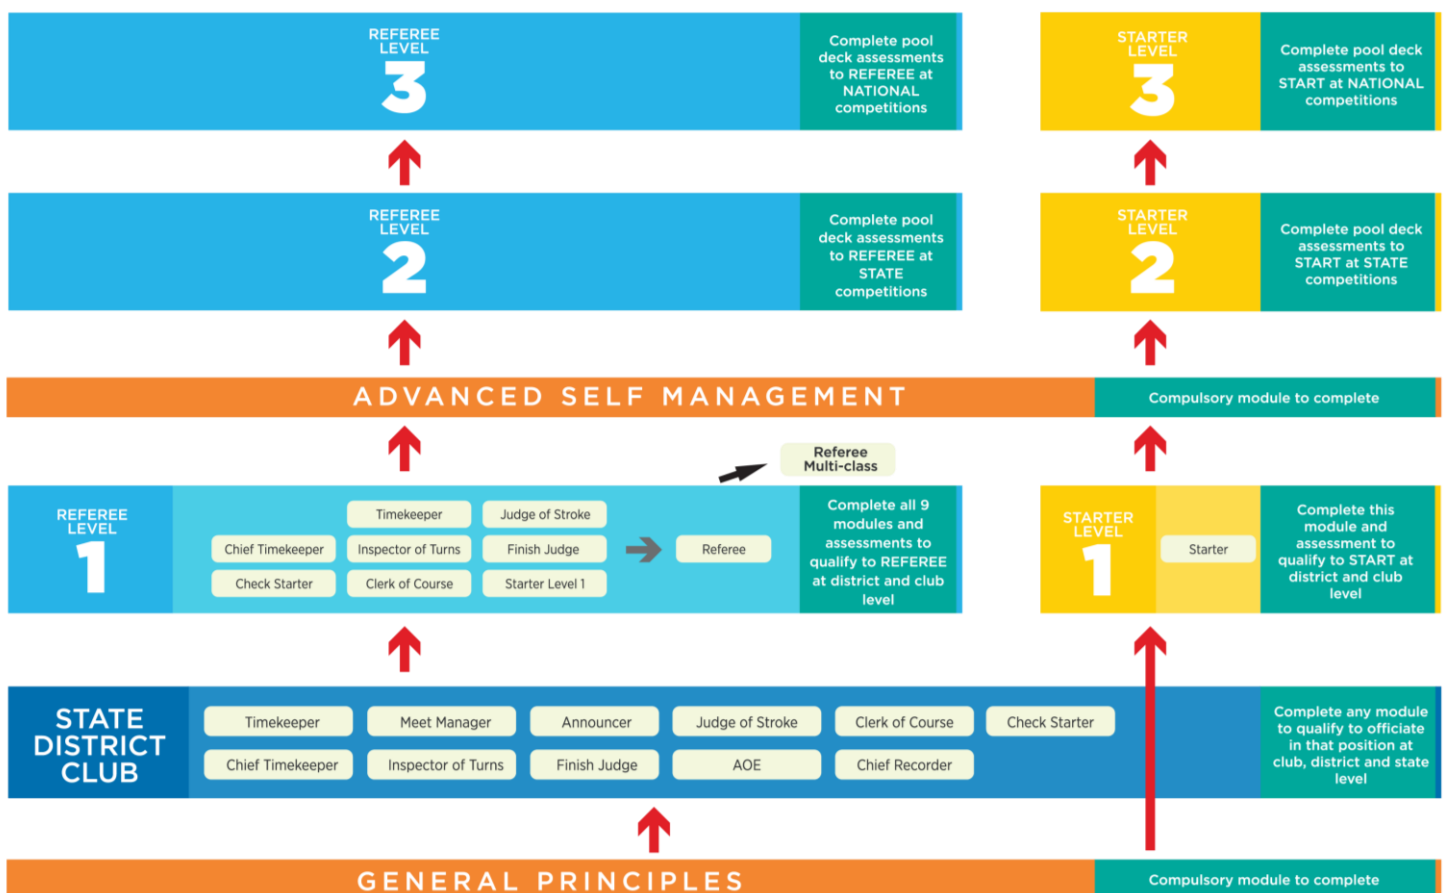 REFEREE
LEVEL
3
Complete pool
deck assessments
to REFEREE at
NATIONAL
competitions
STARTER
LEVEL
3
Complete pool deck
assessments to
START at NATIONAL
competitions
REFEREE
LEVEL
2
Complete pool
deck assessments
to REFEREE at
STATE
competitions
STARTER
LEVEL
2
Complete pool deck
assessments to
START at STATE
competitions
ADVANCED SELF MANAGEMENT
Compulsory module to complete
Referee
Multi-class
REFEREE
LEVEL
1
Timekeeper
Judge of Stroke
Chief Timekeeper
Inspector of Turns
Finish Judge
Referee
Check Starter
Clerk of Course
Starter Level 1
Complete all 9
modules and
assessments to
qualify to REFEREE
at district and club
level
STARTER
LEVEL
1
Starter
Complete this
module and
assessment to
qualify to START at
district and club
level
STATE
DISTRICT
CLUB
Timekeeper
Meet Manager
Announcer
Judge of Stroke
Clerk of Course
Check Starter
Chief Timekeeper
Inspector of Turns
Finish Judge
AOE
Chief Recorder
Complete any module
to qualify to officiate
in that position at
club, district and state
level
GENERAL PRINCIPLES
Compulsory module to complete